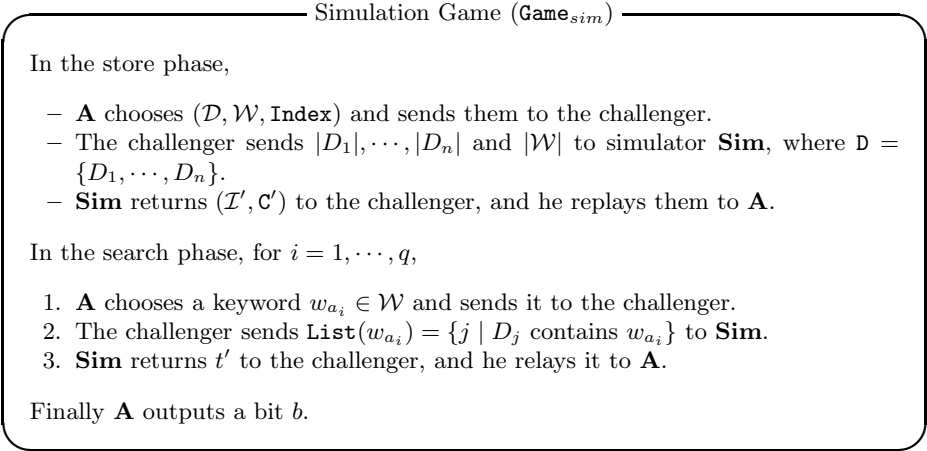 Simulation Game (Game_sim)
In the store phase,
– A chooses (𝒟, 𝒲, Index) and sends them to the challenger.
– The challenger sends |D_1|, ⋯, |D_n| and |𝒲| to simulator Sim, where D =
{D_1, ⋯, D_n}.
– Sim returns (ℐ′, C′) to the challenger, and he replays them to A.
In the search phase, for i = 1, ⋯, q,
1. A chooses a keyword w_{a_i} ∈ 𝒲 and sends it to the challenger.
2. The challenger sends List(w_{a_i}) = {j | D_j contains w_{a_i}} to Sim.
3. Sim returns t′ to the challenger, and he relays it to A.
Finally A outputs a bit b.